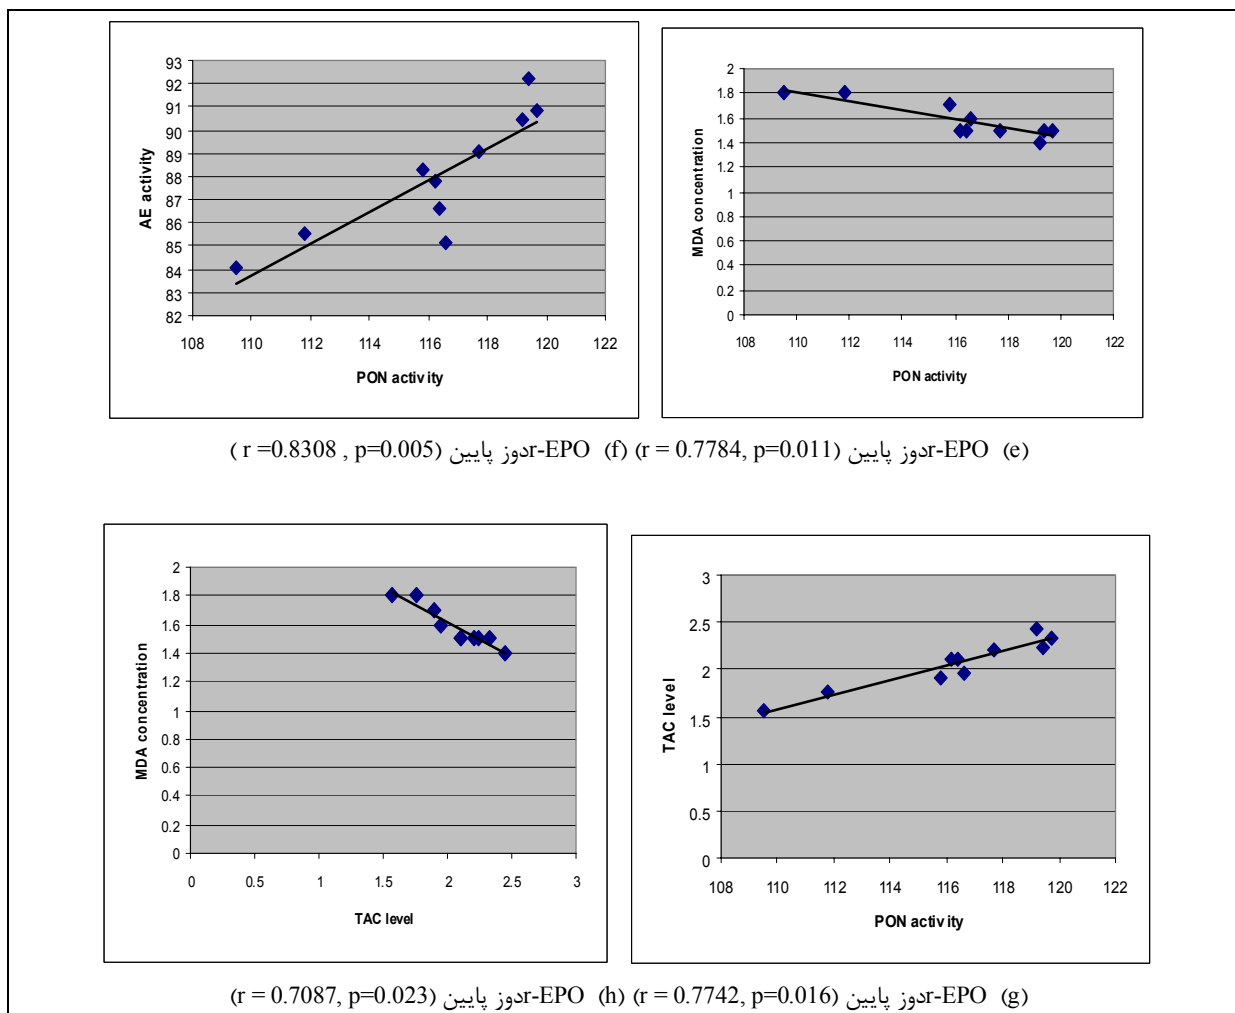 93
92
91
90
89
88
87
86
85
84
83
82
AE activity
108 110 112 114 116 118 120 122
PON activity
2
1.8
1.6
1.4
1.2
1
0.8
0.6
0.4
0.2
0
MDA concentration
108 110 112 114 116 118 120 122
PON activity
(e) r-EPO دوز پایین (r = 0.7784, p=0.011) (f) r-EPO دوز پایین (r =0.8308 , p=0.005 )
2
1.8
1.6
1.4
1.2
1
0.8
0.6
0.4
0.2
0
MDA concentration
0 0.5 1 1.5 2 2.5 3
TAC level
3
2.5
2
1.5
1
0.5
0
TAC level
108 110 112 114 116 118 120 122
PON activity
(g) r-EPO دوز پایین (r = 0.7742, p=0.016) (h) r-EPO دوز پایین (r = 0.7087, p=0.023)